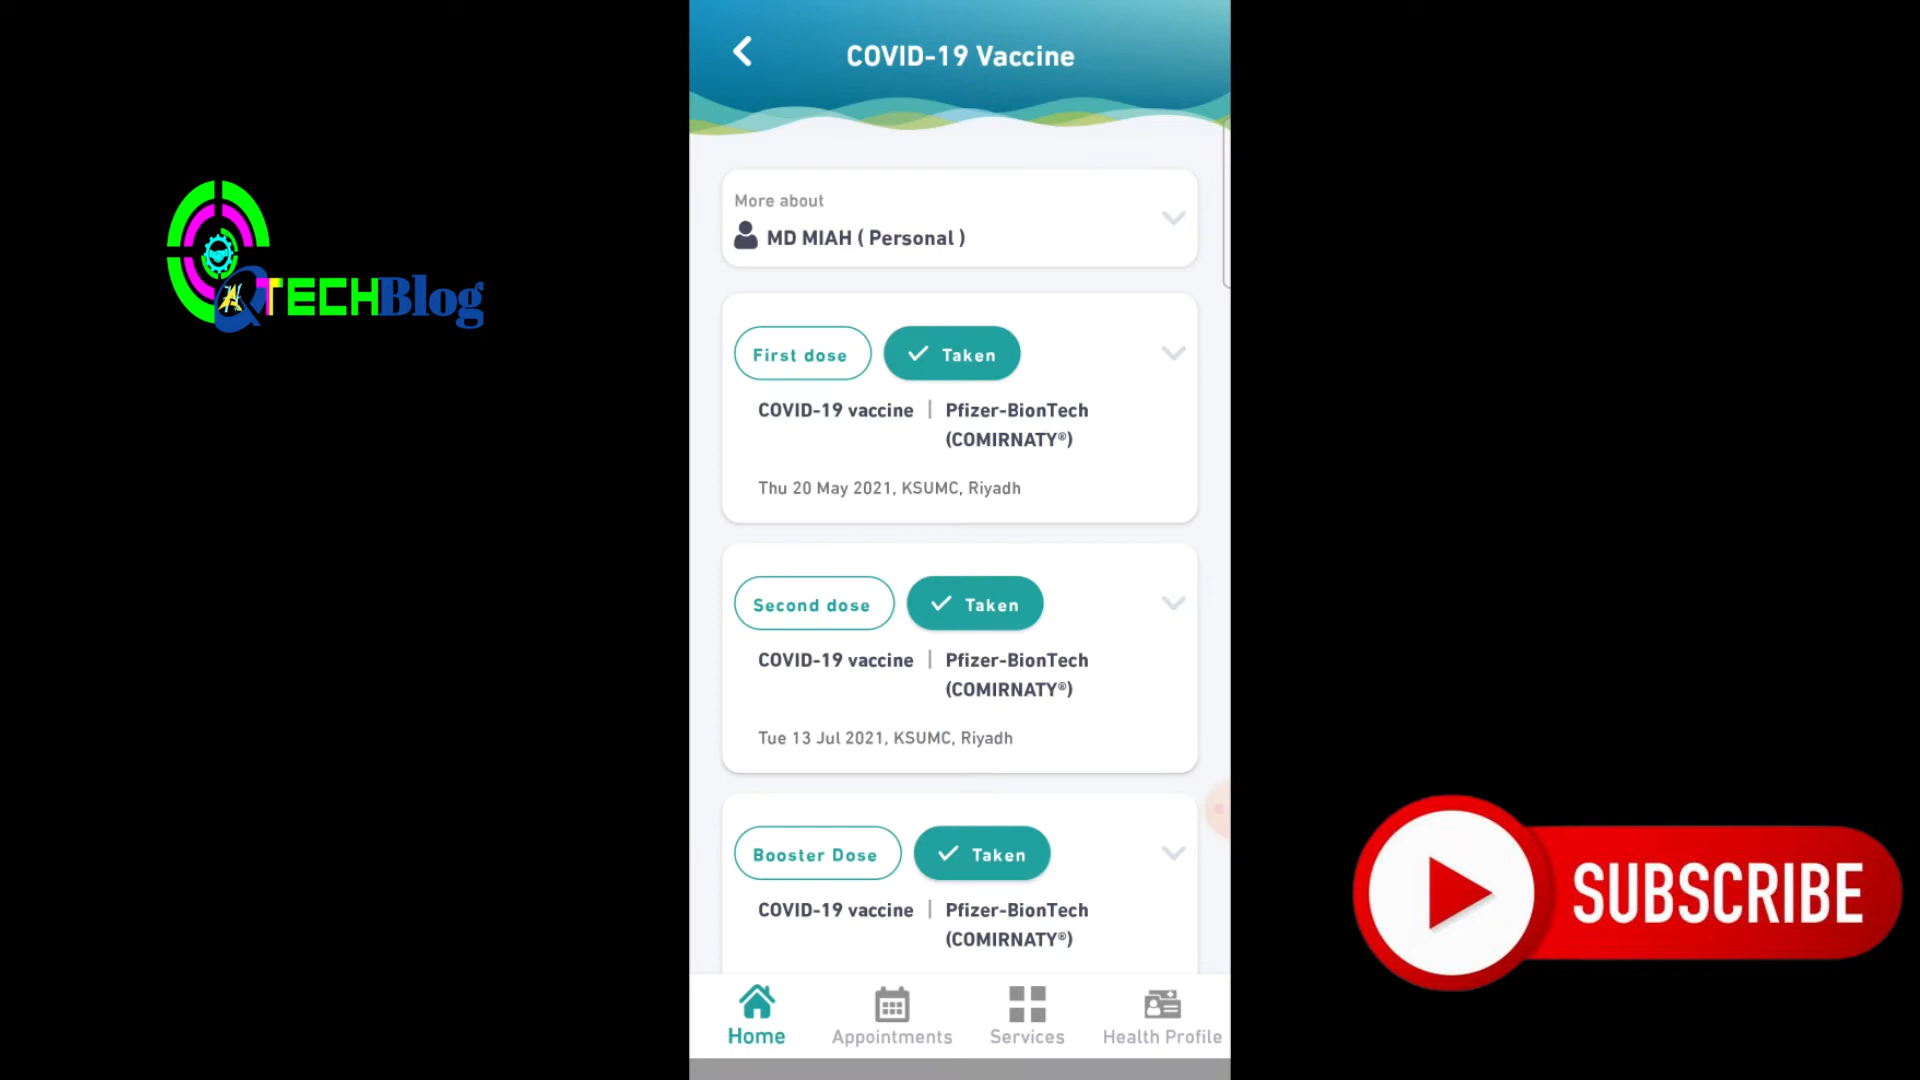 COVID-19 Vaccine
More about
MD MIAH ( Personal )
TECHBlog
First dose
Taken
COVID-19 vaccine | Pfizer-BionTech
(COMIRNATY®)
Thu 20 May 2021, KSUMC, Riyadh
Second dose
Taken
COVID-19 vaccine | Pfizer-BionTech
(COMIRNATY®)
Tue 13 Jul 2021, KSUMC, Riyadh
Booster Dose
Taken
COVID-19 vaccine | Pfizer-BionTech
(COMIRNATY®)
SUBSCRIBE
Home
Appointments
Services
Health Profile